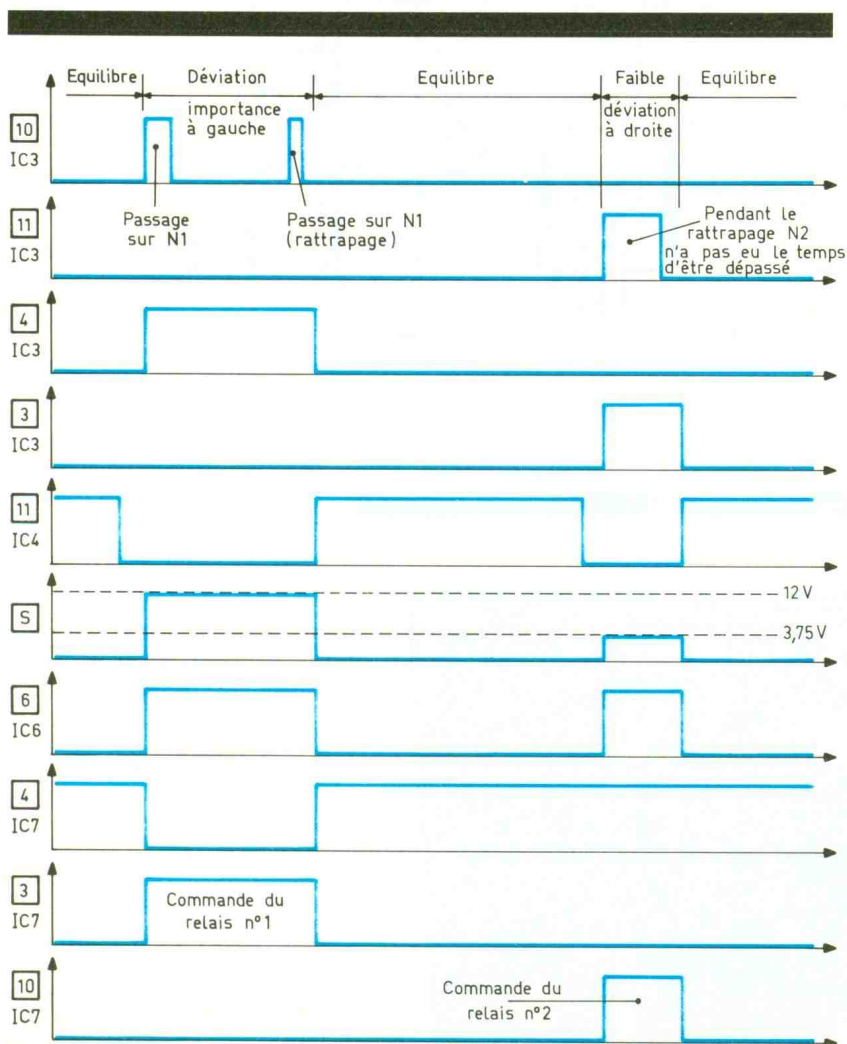 Equilibre
Déviation
importance
à gauche
Equilibre
Faible
déviation
à droite
Equilibre
10
IC3
Passage
sur N1
Passage sur N1
(rattrapage)
11
IC3
Pendant le
rattrapage N2
n'a pas eu le temps
d'être dépassé
4
IC3
3
IC3
11
IC4
S
12 V
3,75 V
6
IC6
4
IC7
3
IC7
Commande du
relais n°1
10
IC7
Commande du
relais n°2